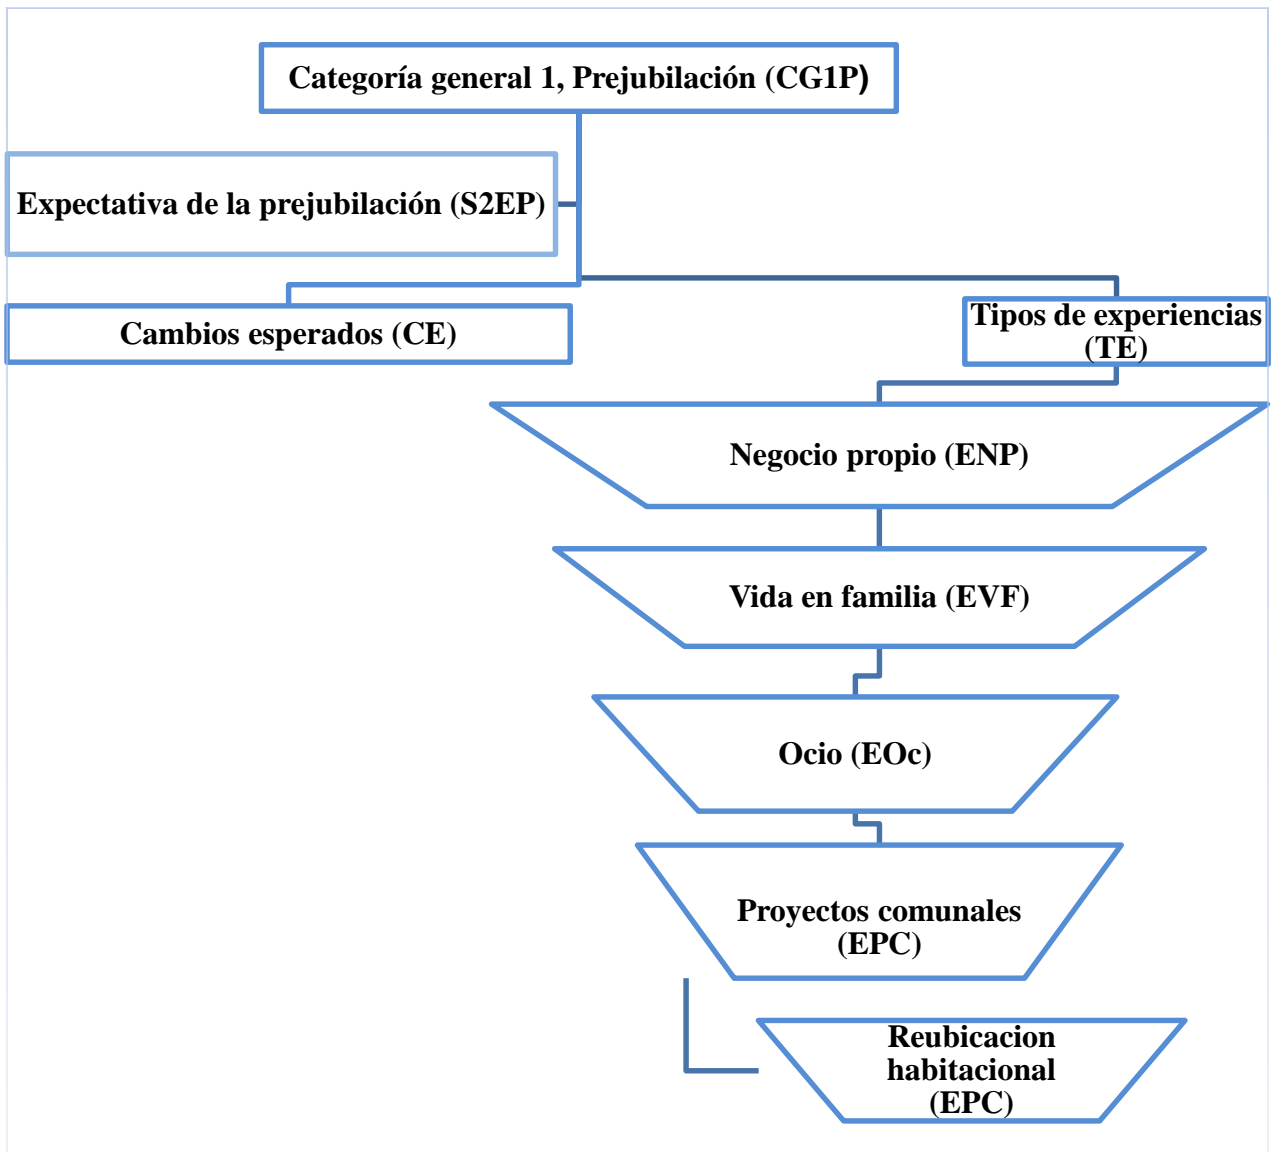 Categoría general 1, Prejubilación (CG1P)
Expectativa de la prejubilación (S2EP)
Cambios esperados (CE)
Tipos de experiencias
(TE)
Negocio propio (ENP)
Vida en familia (EVF)
Ocio (EOc)
Proyectos comunales
(EPC)
Reubicacion
habitacional
(EPC)